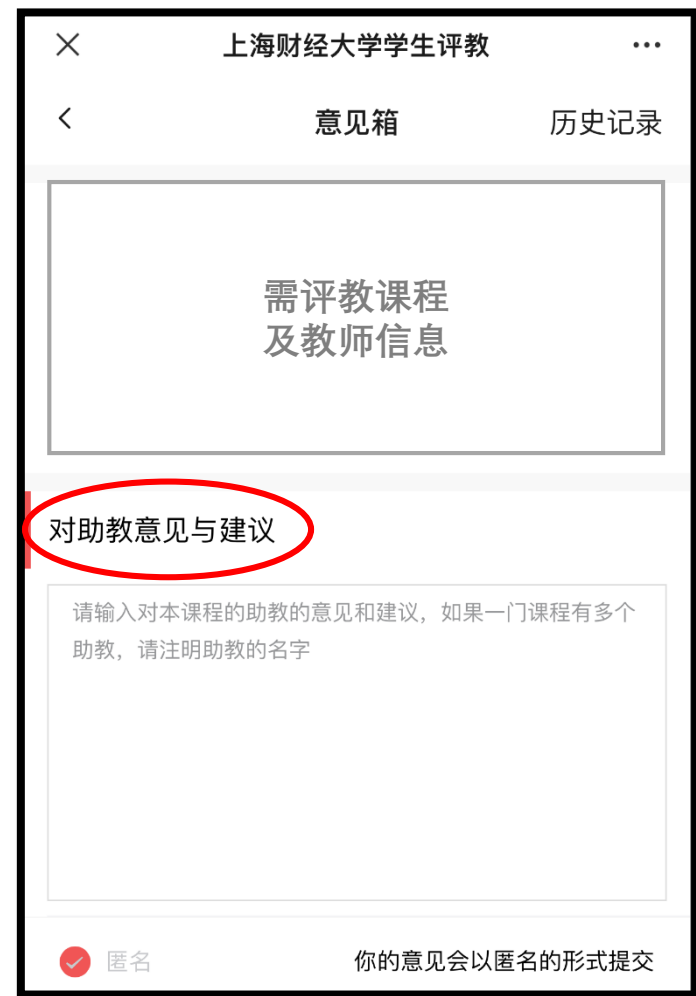 上海财经大学学生评教
意见箱 历史记录
需评教课程
及教师信息
对助教意见与建议
请输入对本课程的助教的意见和建议，如果一门课程有多个
助教，请注明助教的名字
匿名 你的意见会以匿名的形式提交